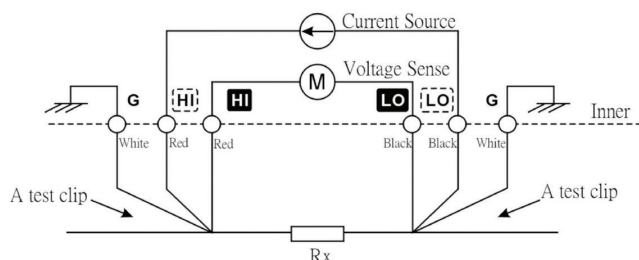 Current Source
Voltage Sense
M
G HI HI LO LO G
Inner
White Red Red Black Black White
A test clip A test clip
Rx